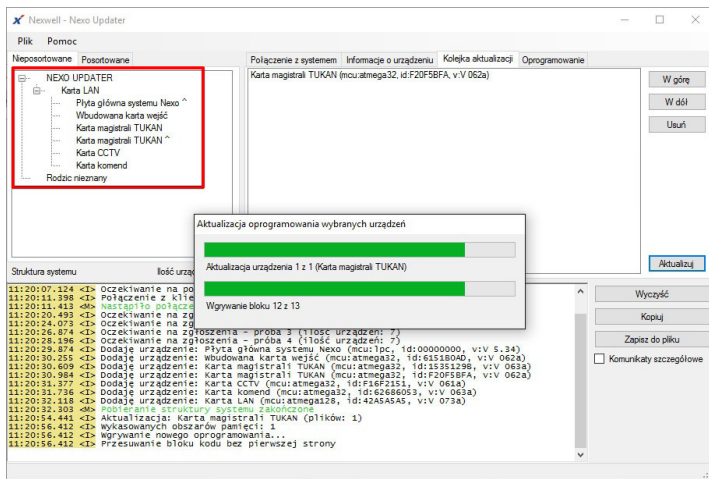 Nexwell - Nexo Updater
Plik Pomoc
Nieposortowane Posortowane
NEXO UPDATER
Karta LAN
Płyta główna systemu Nexo ^
Wbudowana karta wejść
Karta magistrali TUKAN
Karta magistrali TUKAN ^
Karta CCTV
Karta komend
Rodzic nieznany
Połączenie z systemem Informacje o urządzeniu Kolejka aktualizacji Oprogramowanie
Karta magistrali TUKAN (mcu:atmega32, id:F20F5BFA, v:V 062a)
W górę
W dół
Usuń
Aktualizuj
Aktualizacja oprogramowania wybranych urządzeń
Aktualizacja urządzenia 1 z 1 (Karta magistrali TUKAN)
Wgrywanie bloku 12 z 13
Struktura systemu Ilość urząd
11:20:07.124 <I> Oczekiwanie na po
11:20:11.398 <I> Połączenie z klie
11:20:11.413 <M> Nastąpiło połącze
11:20:20.493 <I> Oczekiwanie na zg
11:20:24.073 <I> Oczekiwanie na zg
11:20:26.874 <I> Oczekiwanie na zgłoszenia - próba 3 (ilość urządzeń: 7)
11:20:28.196 <I> Oczekiwanie na zgłoszenia - próba 4 (ilość urządzeń: 7)
11:20:29.874 <I> Dodaję urządzenie: Płyta główna systemu Nexo (mcu:lpc, id:00000000, v:V 5.34)
11:20:30.255 <I> Dodaję urządzenie: Wbudowana karta wejść (mcu:atmega32, id:6151B0AD, v:V 062a)
11:20:30.609 <I> Dodaję urządzenie: Karta magistrali TUKAN (mcu:atmega32, id:1535129B, v:V 063a)
11:20:30.984 <I> Dodaję urządzenie: Karta magistrali TUKAN (mcu:atmega32, id:F20F5BFA, v:V 062a)
11:20:31.377 <I> Dodaję urządzenie: Karta CCTV (mcu:atmega32, id:F16F2151, v:V 061a)
11:20:31.736 <I> Dodaję urządzenie: Karta komend (mcu:atmega32, id:62686053, v:V 063a)
11:20:32.118 <I> Dodaję urządzenie: Karta LAN (mcu:atmega128, id:42A5A5A5, v:V 073a)
11:20:32.303 <M> Pobieranie struktury systemu zakończone
11:20:54.441 <I> Aktualizacja: Karta magistrali TUKAN (plików: 1)
11:20:56.412 <I> Wykasowanych obszarów pamięci: 1
11:20:56.412 <I> Wgrywanie nowego oprogramowania...
11:20:56.412 <I> Przesuwanie bloku kodu bez pierwszej strony
Wyczyść
Kopiuj
Zapisz do pliku
Komunikaty szczegółowe